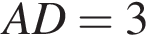 AD = 3